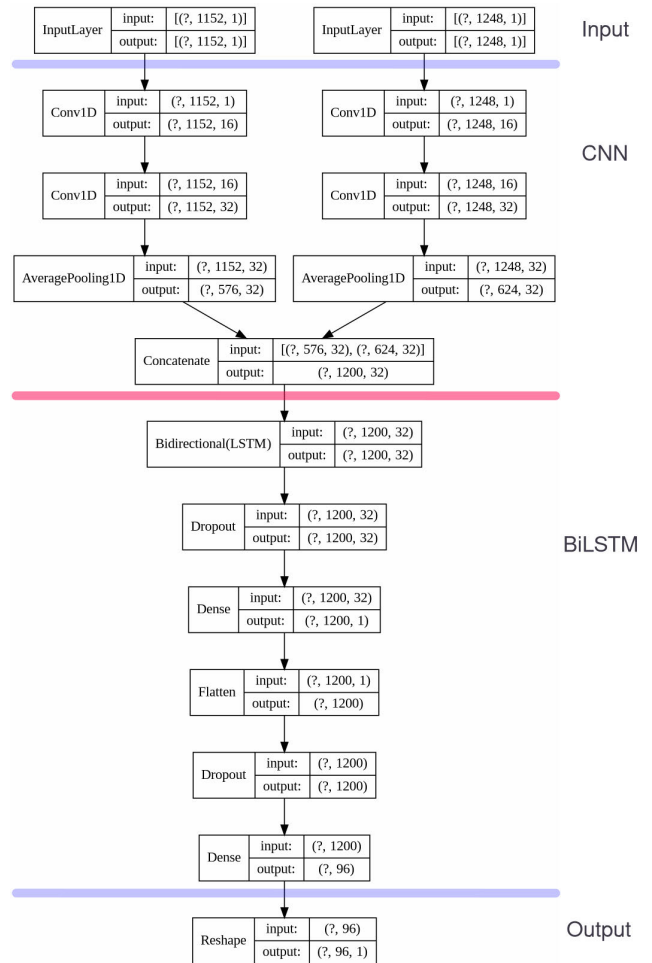 InputLayer input: [(?, 1152, 1)]
output: [(?, 1152, 1)]
InputLayer input: [(?, 1248, 1)]
output: [(?, 1248, 1)]
Input
Conv1D input: (?, 1152, 1)
output: (?, 1152, 16)
Conv1D input: (?, 1248, 1)
output: (?, 1248, 16)
CNN
Conv1D input: (?, 1152, 16)
output: (?, 1152, 32)
Conv1D input: (?, 1248, 16)
output: (?, 1248, 32)
AveragePooling1D input: (?, 1152, 32)
output: (?, 576, 32)
AveragePooling1D input: (?, 1248, 32)
output: (?, 624, 32)
Concatenate input: [(?, 576, 32), (?, 624, 32)]
output: (?, 1200, 32)
Bidirectional(LSTM) input: (?, 1200, 32)
output: (?, 1200, 32)
Dropout input: (?, 1200, 32)
output: (?, 1200, 32)
BiLSTM
Dense input: (?, 1200, 32)
output: (?, 1200, 1)
Flatten input: (?, 1200, 1)
output: (?, 1200)
Dropout input: (?, 1200)
output: (?, 1200)
Dense input: (?, 1200)
output: (?, 96)
Reshape input: (?, 96)
output: (?, 96, 1)
Output